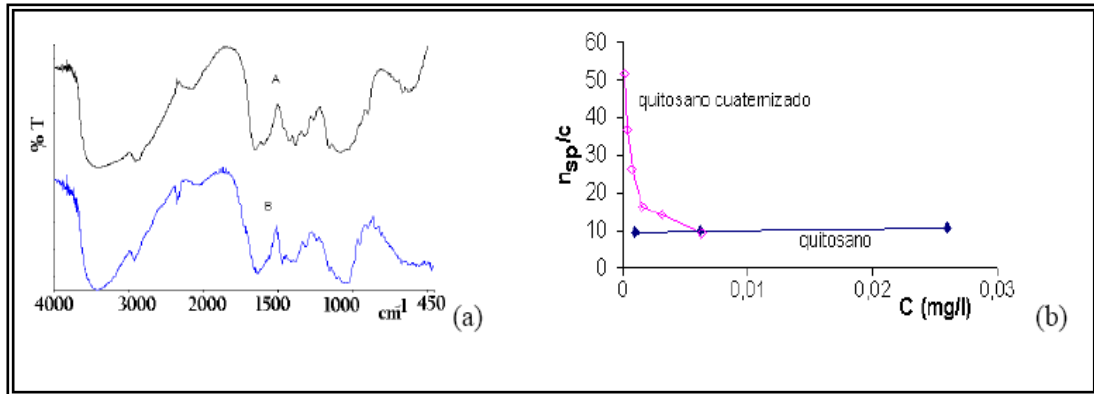 % T
A
B
4000 3000 2000 1500 1000 450
cm-1
(a)
60
50
40
30
20
10
0
nsp/c
quitosano cuaternizado
quitosano
0 0,01 0,02 0,03
C (mg/l)
(b)